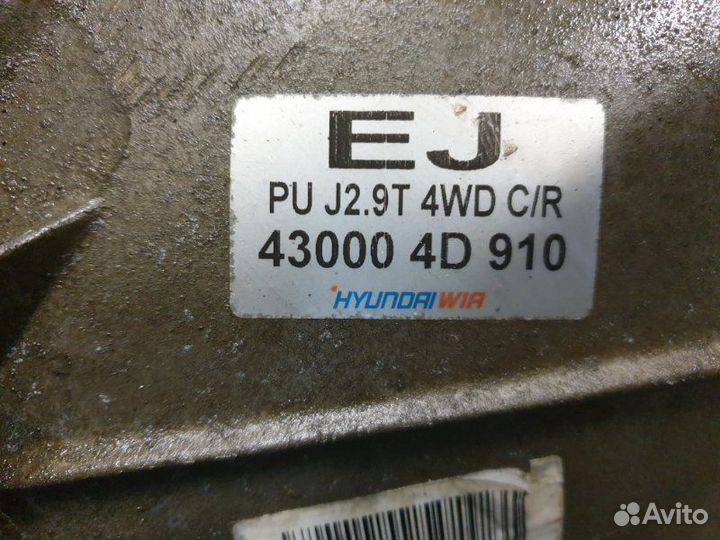 EJ
PU J2.9T 4WD C/R
43000 4D 910
HYUNDAI WIA
Avito